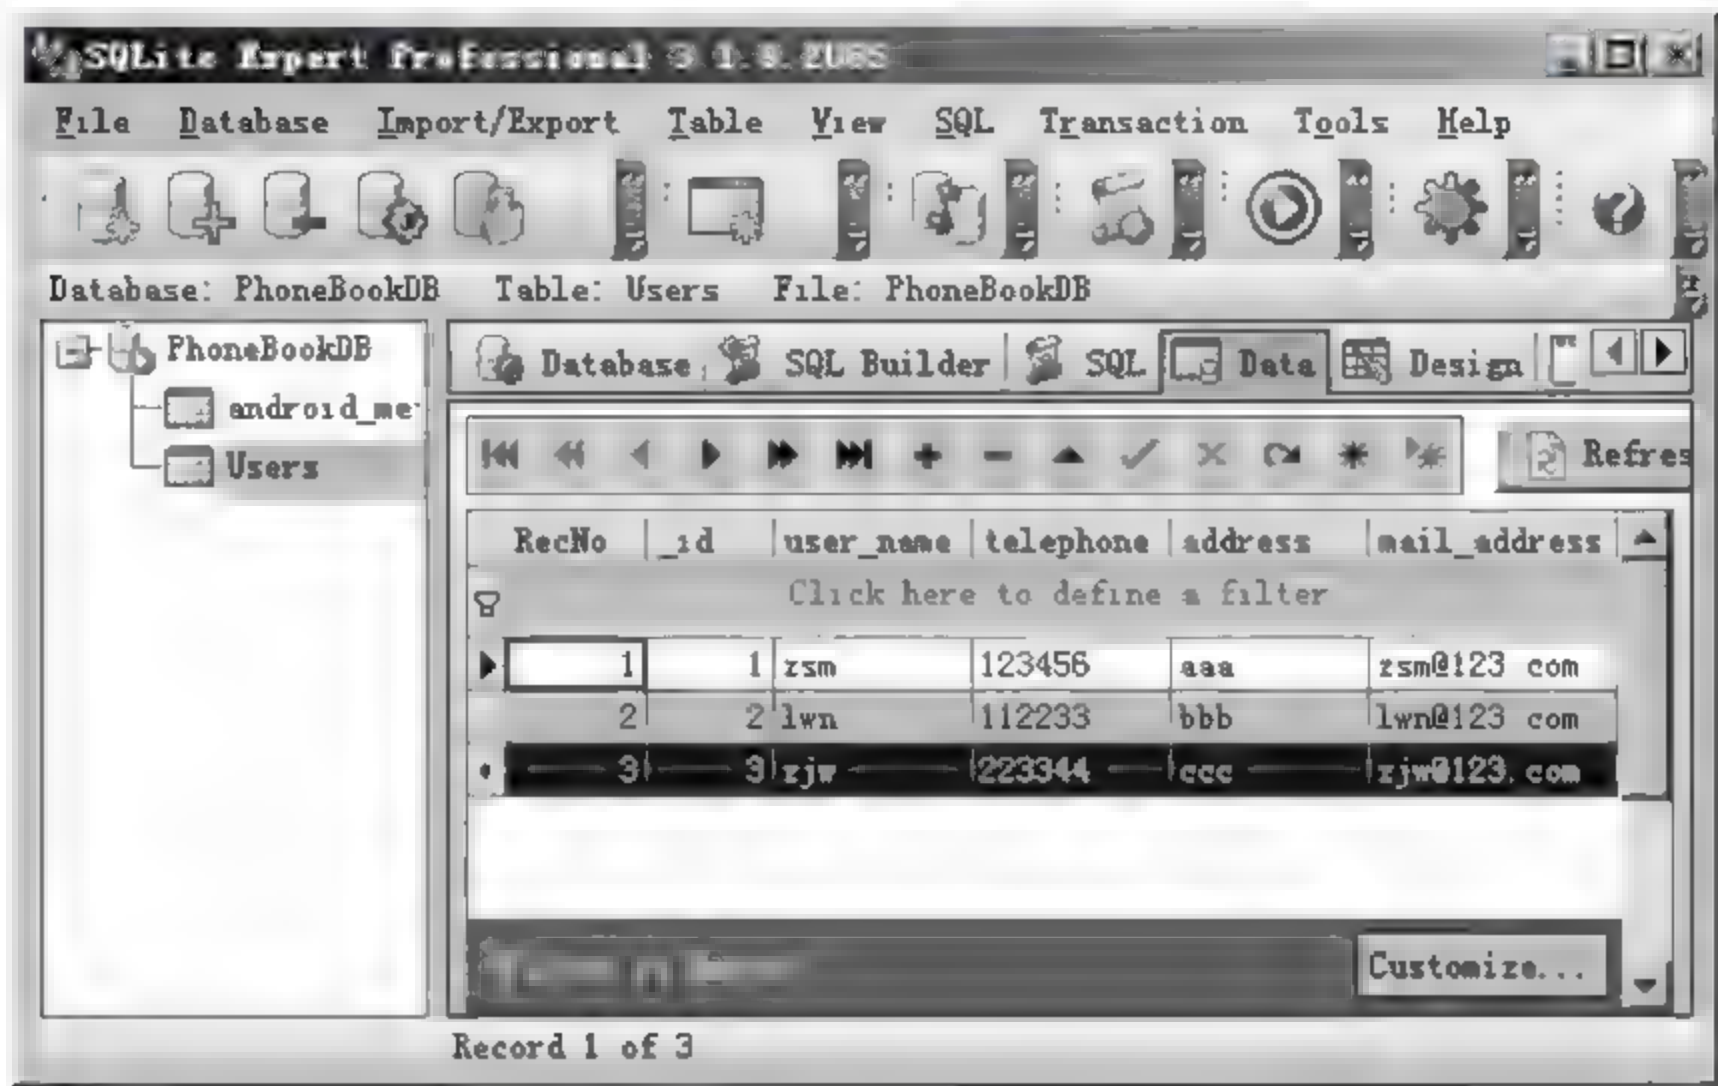 SQLite Expert Professional
File Database Import/Export Table View SQL Transaction Tools Help
Database: PhoneBookDB Table: Users File: PhoneBookDB
PhoneBookDB
android_me
Users
Database SQL Builder SQL Data Design
Refres
RecNo _id user_name telephone address mail_address
Click here to define a filter
1 1 zsm 123456 aaa zsm@123 com
2 2 lwn 112233 bbb lwn@123 com
3 3 zjw 223344 ccc zjw@123.com
Customize...
Record 1 of 3